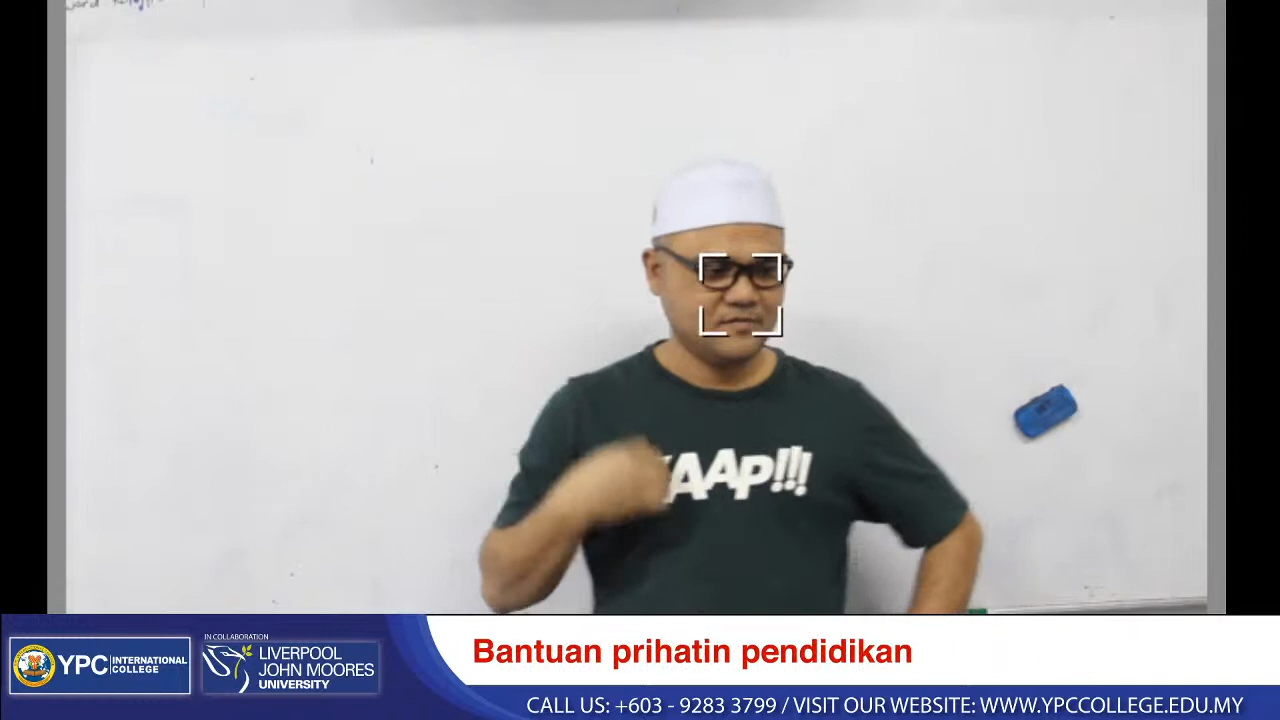 AAP!!!
YPC INTERNATIONAL COLLEGE
IN COLLABORATION
LIVERPOOL
JOHN MOORES
UNIVERSITY
Bantuan prihatin pendidikan
CALL US: +603 - 9283 3799 / VISIT OUR WEBSITE: WWW.YPCCOLLEGE.EDU.MY